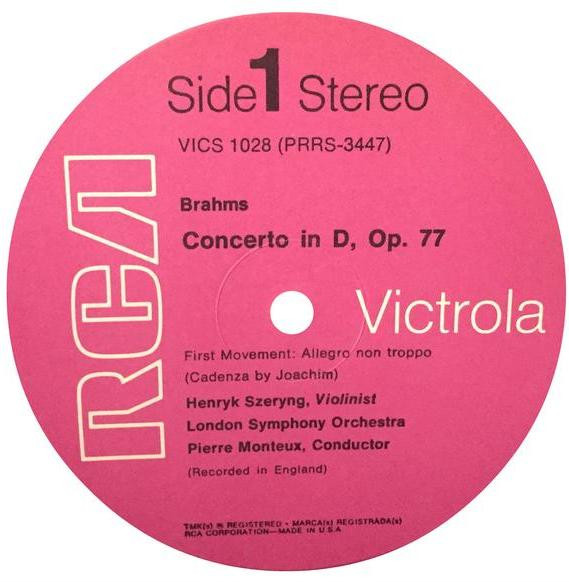 Side 1 Stereo
VICS 1028 (PRRS-3447)
RCA
Brahms
Concerto in D, Op. 77
Victrola
First Movement: Allegro non troppo
(Cadenza by Joachim)
Henryk Szeryng, Violinist
London Symphony Orchestra
Pierre Monteux, Conductor
(Recorded in England)
TMK(s) ® REGISTERED • MARCA(s) REGISTRADA(s)
RCA CORPORATION—MADE IN U.S.A